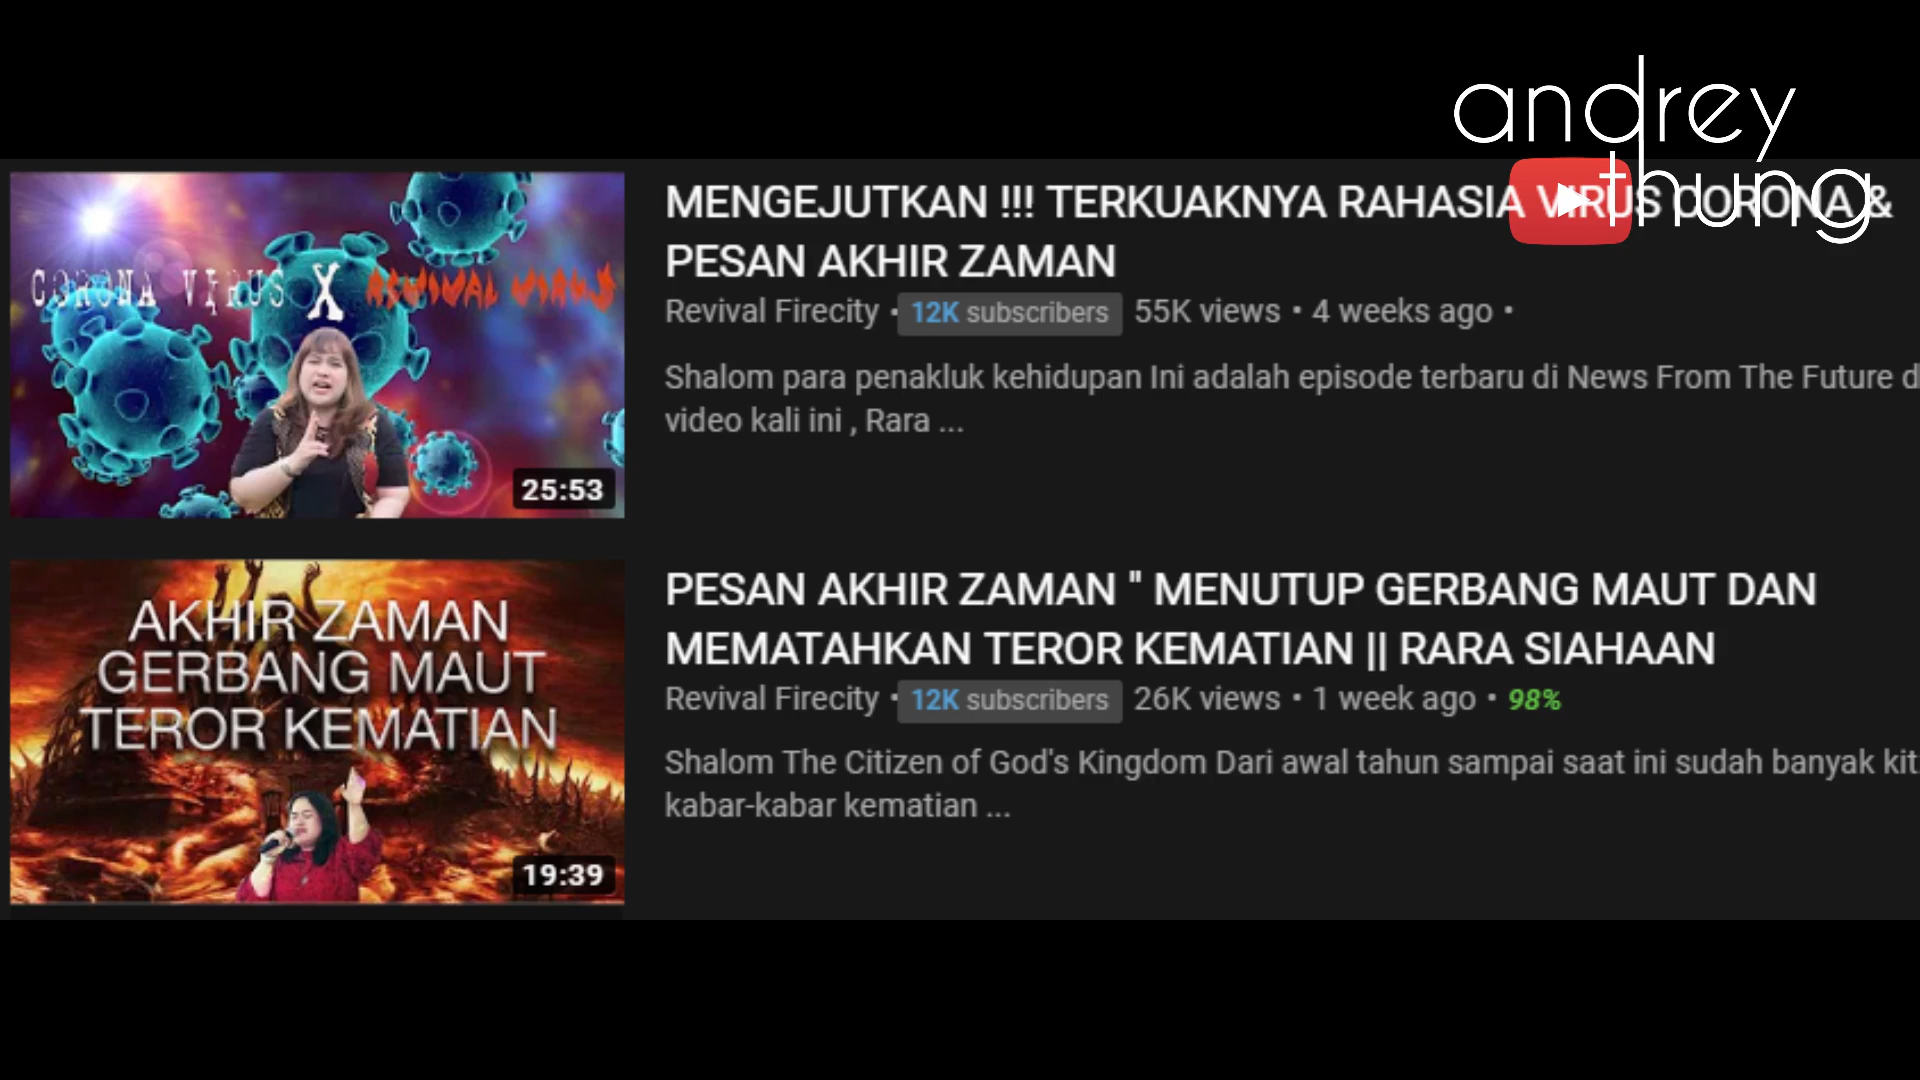 andrey
thung
CORONA VIRUS X REVIVAL VIRUS
25:53
MENGEJUTKAN !!! TERKUAKNYA RAHASIA VIRUS CORONA &
PESAN AKHIR ZAMAN
Revival Firecity • 12K subscribers 55K views • 4 weeks ago •
Shalom para penakluk kehidupan Ini adalah episode terbaru di News From The Future d
video kali ini , Rara ...
AKHIR ZAMAN
GERBANG MAUT
TEROR KEMATIAN
19:39
PESAN AKHIR ZAMAN " MENUTUP GERBANG MAUT DAN
MEMATAHKAN TEROR KEMATIAN || RARA SIAHAAN
Revival Firecity • 12K subscribers 26K views • 1 week ago • 98%
Shalom The Citizen of God's Kingdom Dari awal tahun sampai saat ini sudah banyak kit
kabar-kabar kematian ...